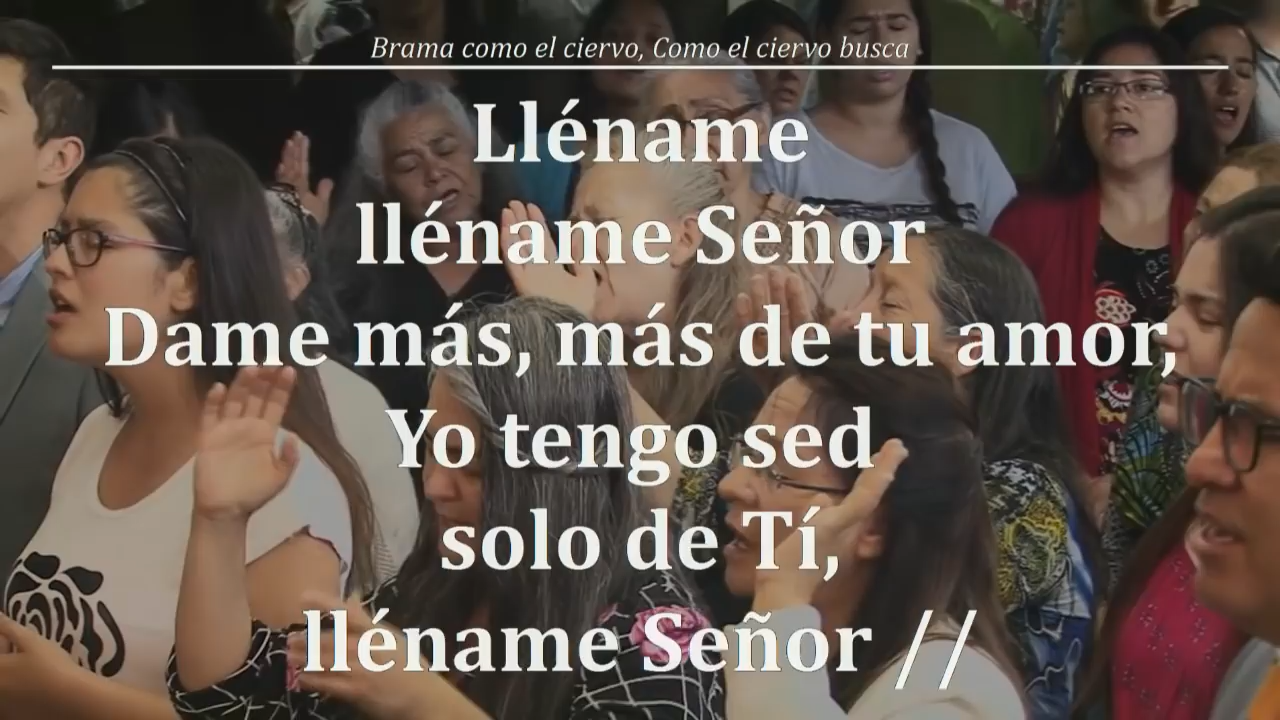 Brama como el ciervo, Como el ciervo busca
Lléname
lléname Señor
Dame más, más de tu amor,
Yo tengo sed
solo de Tí,
lléname Señor //